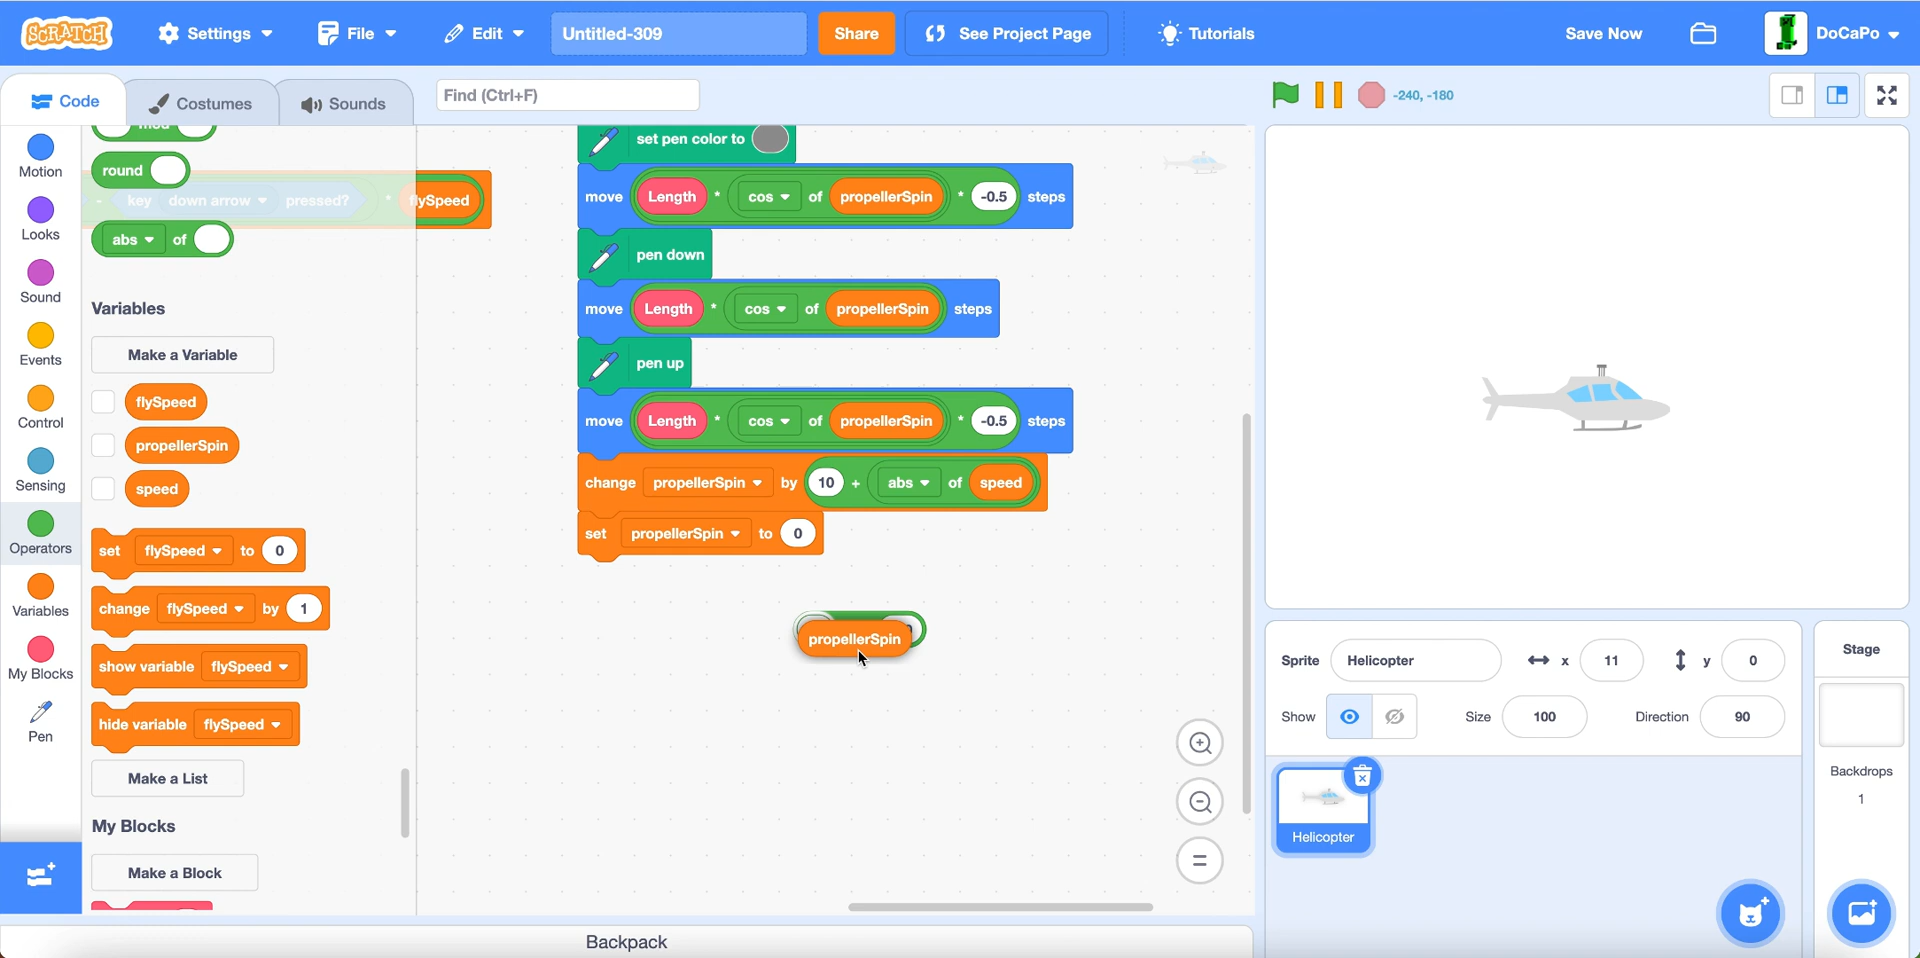 SCRATCH Settings File Edit Untitled-309 Share See Project Page Tutorials Save Now DoCaPo
Code Costumes Sounds Find (Ctrl+F) -240, -180
Motion
Looks
Sound
Events
Control
Sensing
Operators
Variables
My Blocks
Pen
mod
round
- key down arrow pressed? * flySpeed
abs of
Variables
Make a Variable
flySpeed
propellerSpin
speed
set flySpeed to 0
change flySpeed by 1
show variable flySpeed
hide variable flySpeed
Make a List
My Blocks
Make a Block
set pen color to
move Length * cos of propellerSpin * -0.5 steps
pen down
move Length * cos of propellerSpin steps
pen up
move Length * cos of propellerSpin * -0.5 steps
change propellerSpin by 10 + abs of speed
set propellerSpin to 0
propellerSpin
=
Backpack
Sprite Helicopter x 11 y 0
Show Size 100 Direction 90
Helicopter
Stage
Backdrops
1